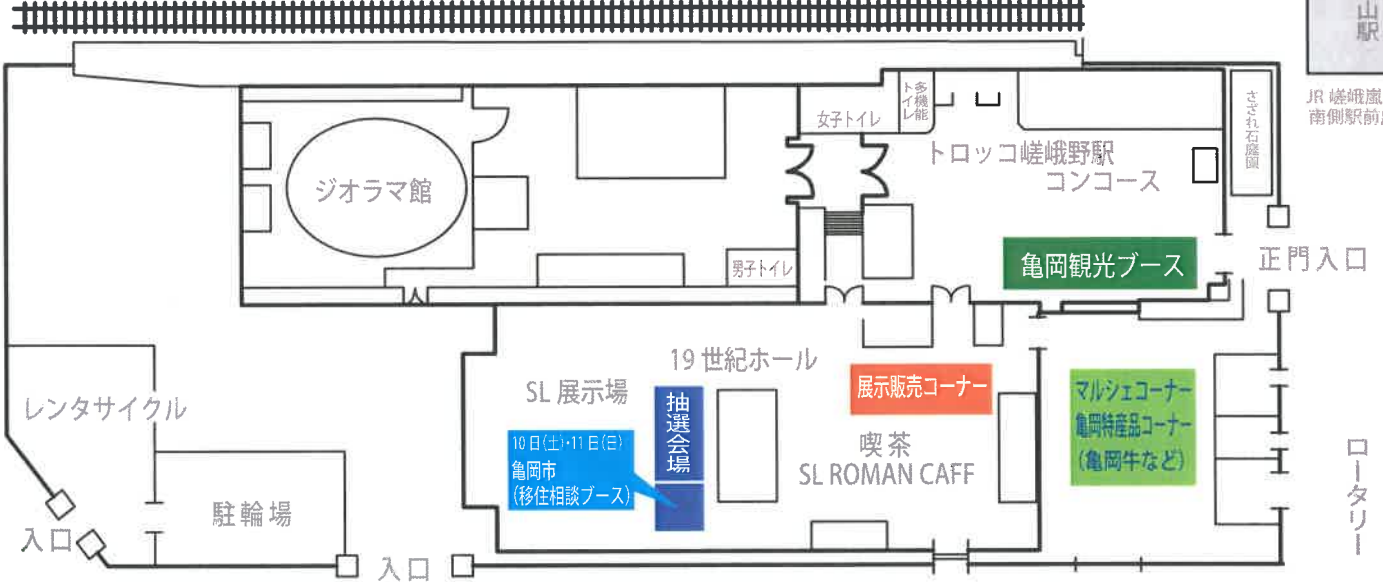 山駅
JR 嵯峨嵐
南側駅前
さざれ石庭園
多機能
トイレ
女子トイレ
トロッコ嵯峨野駅
コンコース
ジオラマ館
男子トイレ
亀岡観光ブース
正門入口
19世紀ホール
SL 展示場
展示販売コーナー
マルシェコーナー
亀岡特産品コーナー
(亀岡牛など)
抽選会場
10日(土)・11日(日)
亀岡市
(移住相談ブース)
喫茶
SL ROMAN CAFF
レンタサイクル
駐輪場
ロータリー
入口
入口